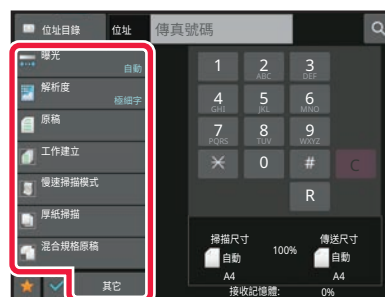 位址目錄 位址 傳真號碼
曝光
自動
解析度
極細字
原稿
工作建立
慢速掃描模式
厚紙掃描
混合規格原稿
其它
1 2 3
ABC DEF
4 5 6
GHI JKL MNO
7 8 9
PQRS TUV WXYZ
0 # C
R
掃描尺寸 傳送尺寸
自動 100% 自動
A4 A4
接收記憶體: 0%